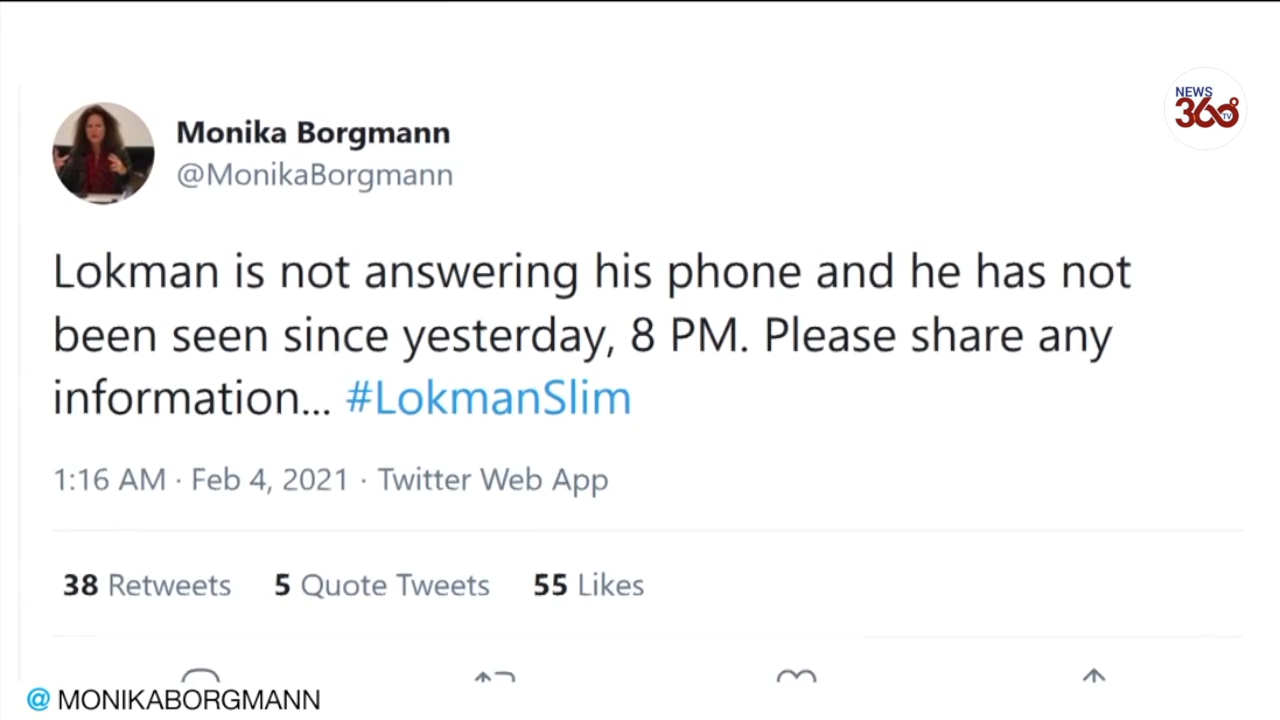 NEWS
360
TV
Monika Borgmann
@MonikaBorgmann
Lokman is not answering his phone and he has not
been seen since yesterday, 8 PM. Please share any
information... #LokmanSlim
1:16 AM · Feb 4, 2021 · Twitter Web App
38 Retweets 5 Quote Tweets 55 Likes
@ MONIKABORGMANN